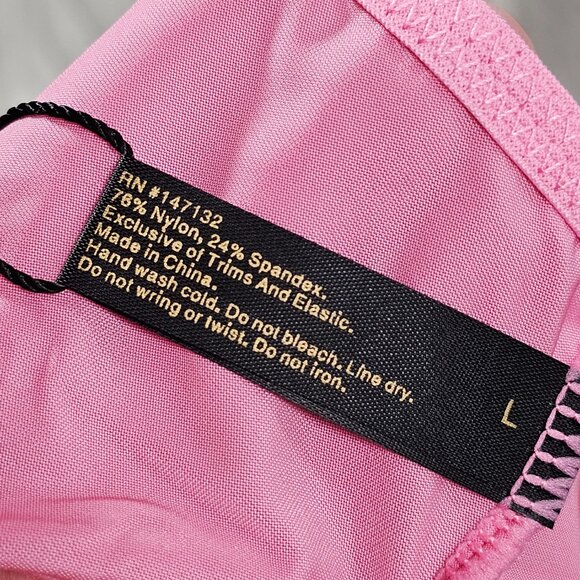 RN #147132
76% Nylon, 24% Spandex.
Exclusive of Trims And Elastic.
Made in China.
Hand wash cold. Do not bleach. Line dry.
Do not wring or twist. Do not iron.
L